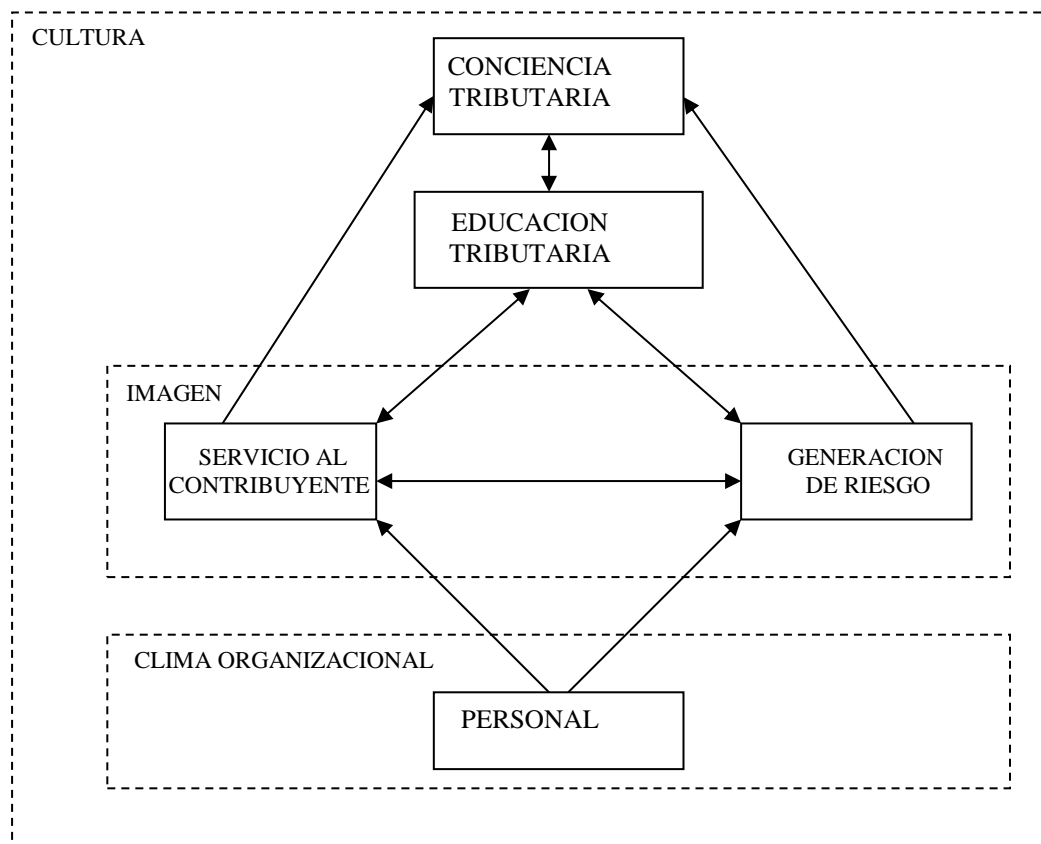 CULTURA
CONCIENCIA
TRIBUTARIA
EDUCACION
TRIBUTARIA
IMAGEN
SERVICIO AL
CONTRIBUYENTE
GENERACION
DE RIESGO
CLIMA ORGANIZACIONAL
PERSONAL